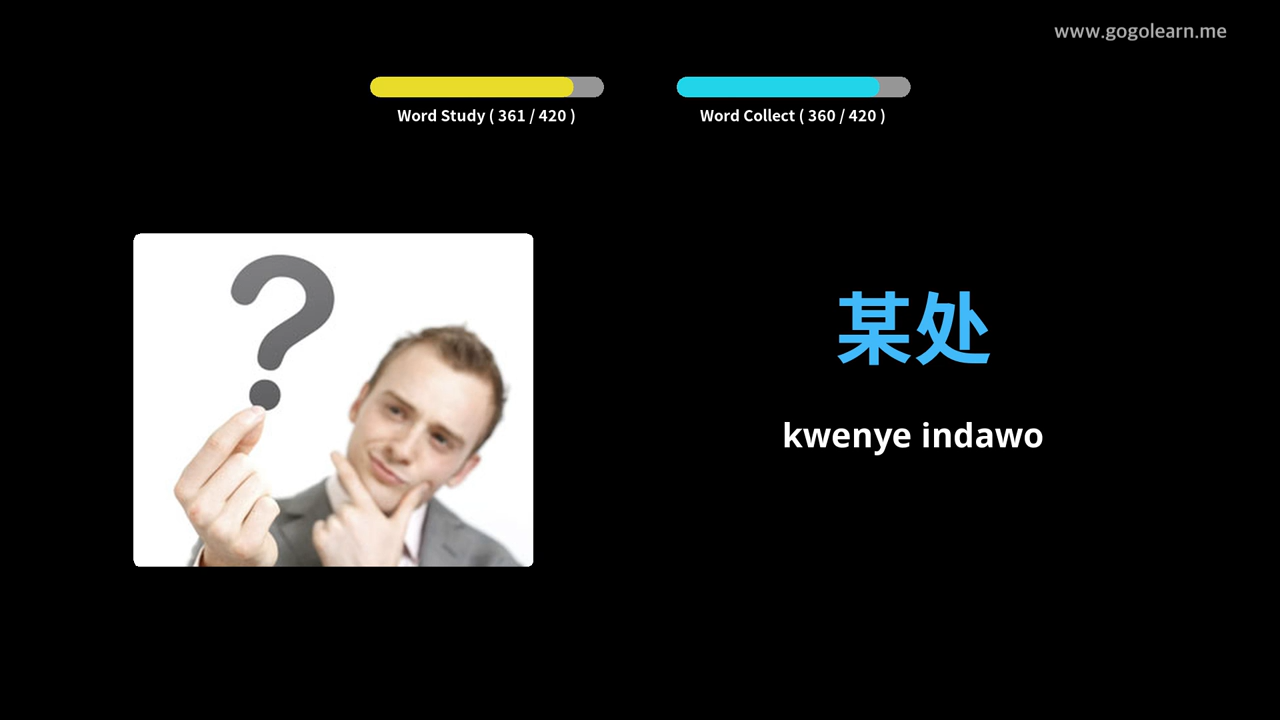 www.gogolearn.me
Word Study ( 361 / 420 )
Word Collect ( 360 / 420 )
?
某处
kwenye indawo